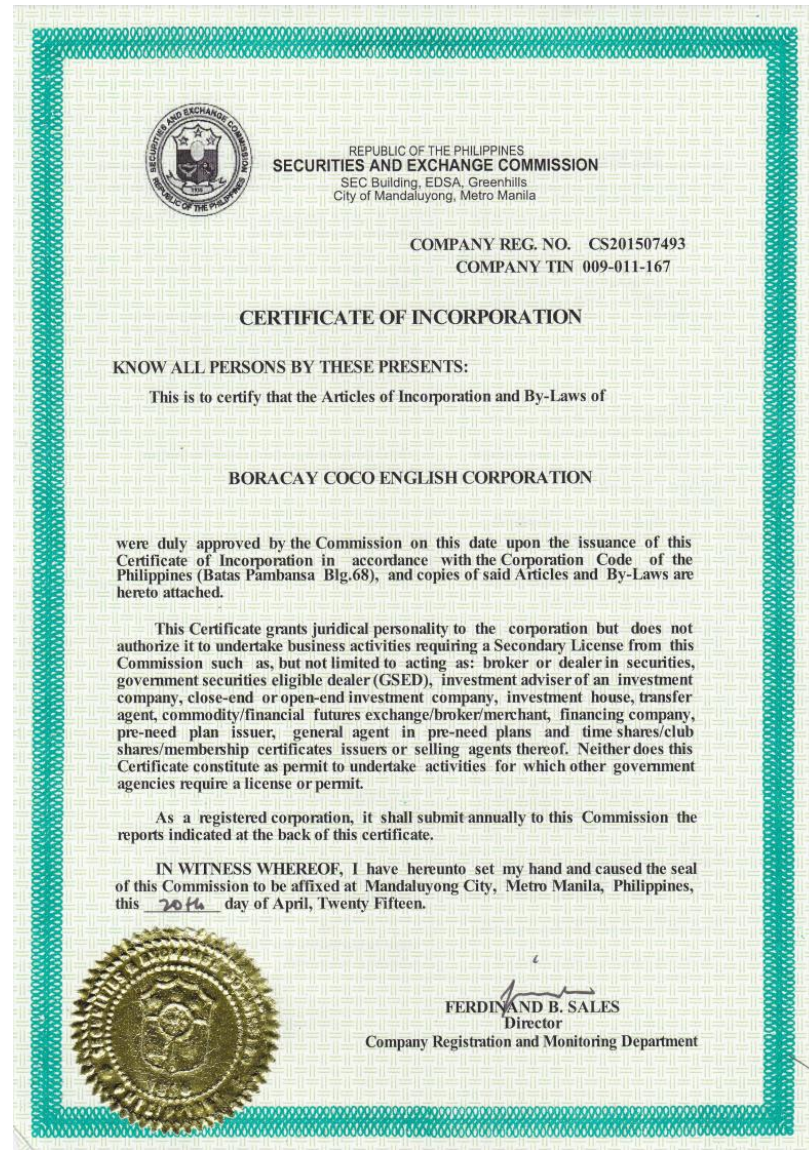 SECURITIES AND EXCHANGE COMMISSION
REPUBLIC OF THE PHILIPPINES
1936
REPUBLIC OF THE PHILIPPINES
SECURITIES AND EXCHANGE COMMISSION
SEC Building, EDSA, Greenhills
City of Mandaluyong, Metro Manila
COMPANY REG. NO. CS201507493
COMPANY TIN 009-011-167
CERTIFICATE OF INCORPORATION
KNOW ALL PERSONS BY THESE PRESENTS:
This is to certify that the Articles of Incorporation and By-Laws of
BORACAY COCO ENGLISH CORPORATION
were duly approved by the Commission on this date upon the issuance of this
Certificate of Incorporation in accordance with the Corporation Code of the
Philippines (Batas Pambansa Blg.68), and copies of said Articles and By-Laws are
hereto attached.
This Certificate grants juridical personality to the corporation but does not
authorize it to undertake business activities requiring a Secondary License from this
Commission such as, but not limited to acting as: broker or dealer in securities,
government securities eligible dealer (GSED), investment adviser of an investment
company, close-end or open-end investment company, investment house, transfer
agent, commodity/financial futures exchange/broker/merchant, financing company,
pre-need plan issuer, general agent in pre-need plans and time shares/club
shares/membership certificates issuers or selling agents thereof. Neither does this
Certificate constitute as permit to undertake activities for which other government
agencies require a license or permit.
As a registered corporation, it shall submit annually to this Commission the
reports indicated at the back of this certificate.
IN WITNESS WHEREOF, I have hereunto set my hand and caused the seal
of this Commission to be affixed at Mandaluyong City, Metro Manila, Philippines,
this 20th day of April, Twenty Fifteen.
FERDINAND B. SALES
Director
Company Registration and Monitoring Department